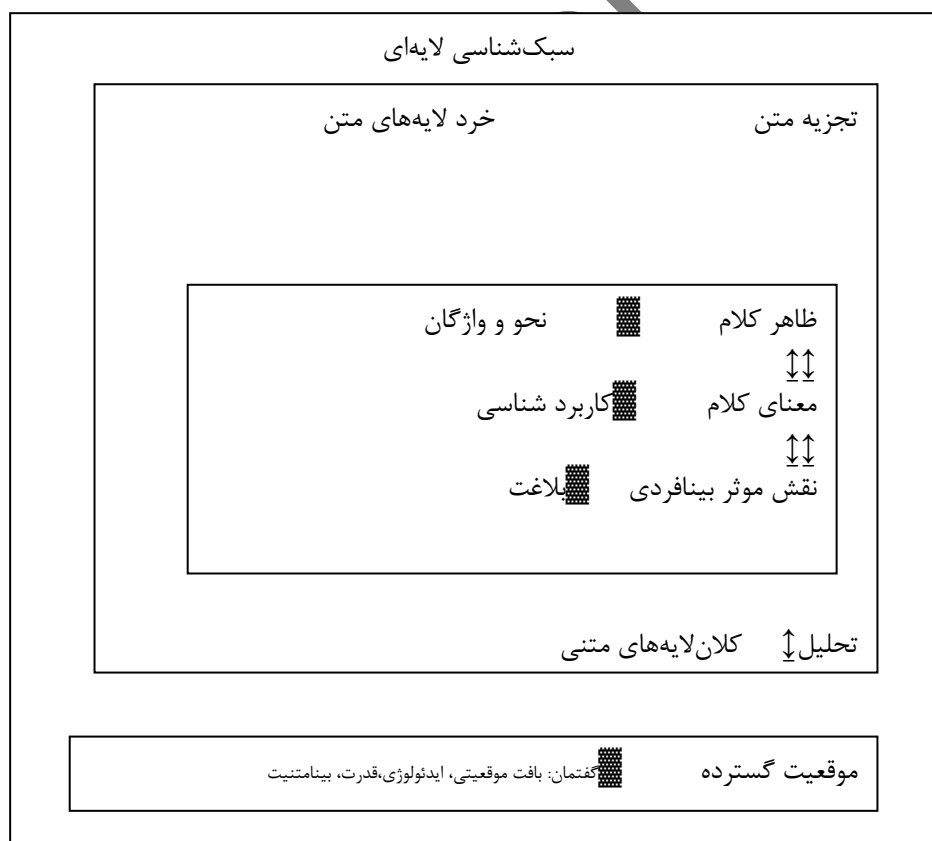 سبک‌شناسی لایه‌ای
تجزیه متن خرد لایه‌های متن
ظاهر کلام ▓ نحو و واژگان
↨↨
معنای کلام ▓کاربرد شناسی
↨↨
نقش موثر بینافردی ▓بلاغت
تحلیل↨ کلان‌لایه‌های متنی
موقعیت گسترده ▓گفتمان: بافت موقعیتی، ایدئولوژی،قدرت، بینامتنیت